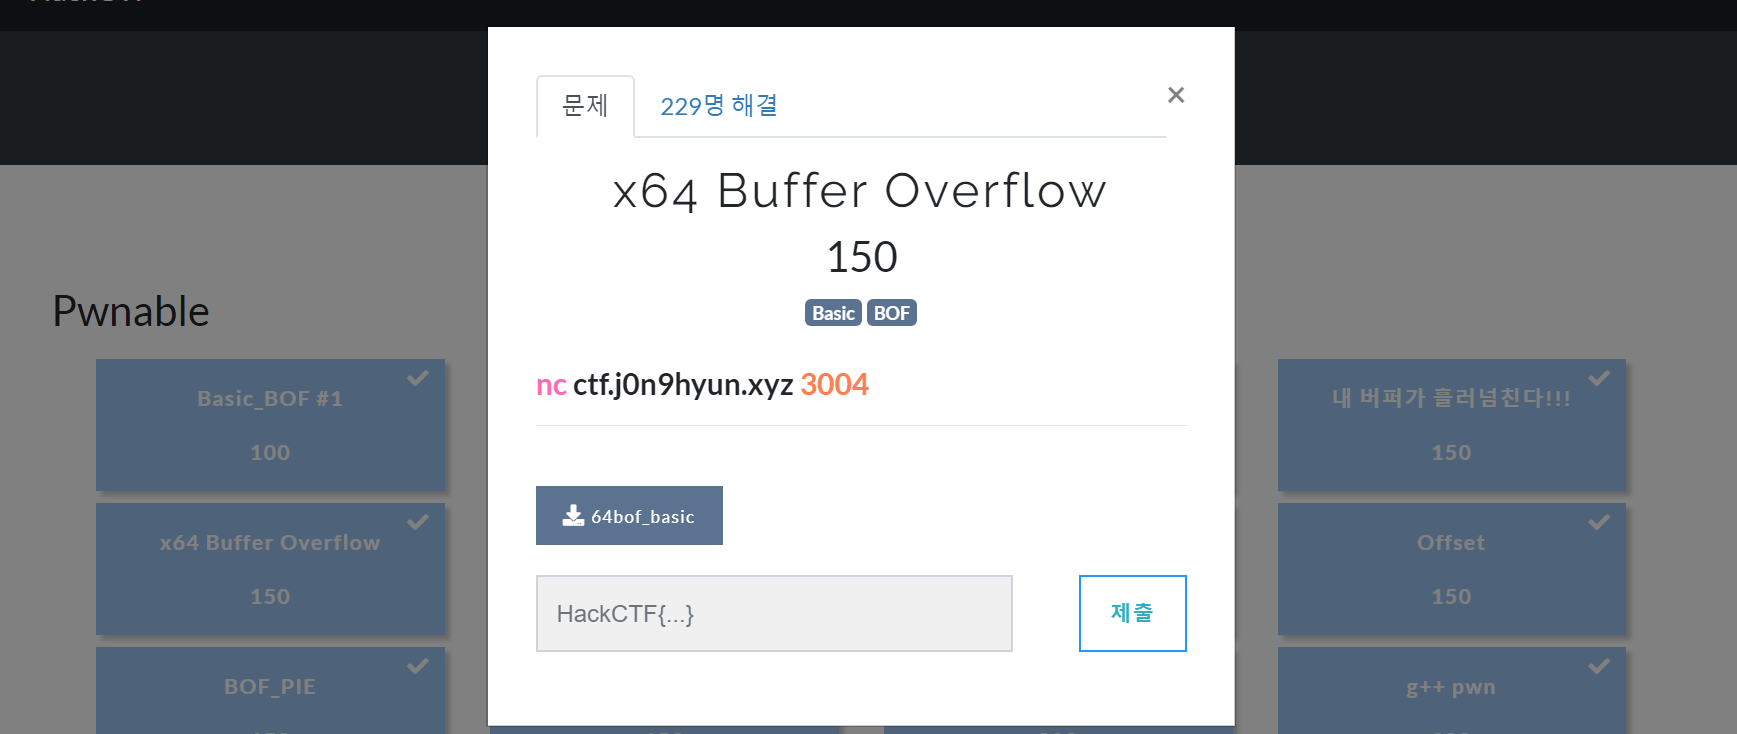 문제
229명 해결
×
x64 Buffer Overflow
150
Basic BOF
nc ctf.j0n9hyun.xyz 3004
64bof_basic
HackCTF{...}
제출
Pwnable
Basic_BOF #1
100
내 버퍼가 흘러넘친다!!!
150
x64 Buffer Overflow
150
Offset
150
BOF_PIE
g++ pwn